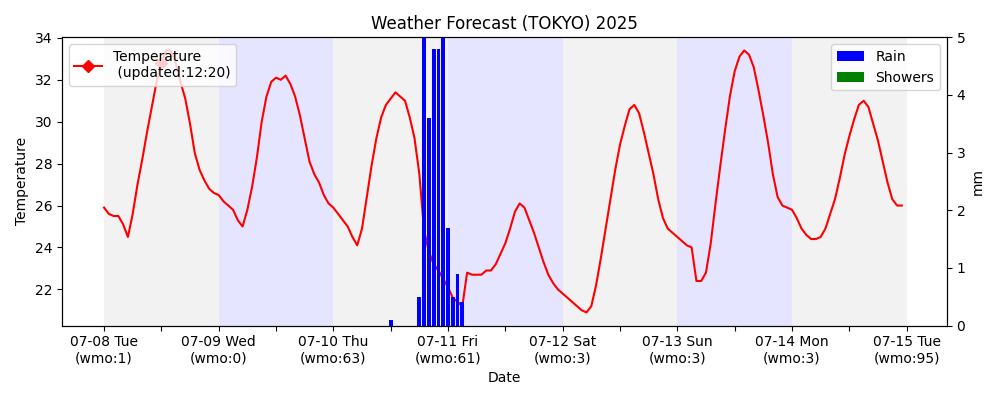 Weather Forecast (TOKYO) 2025
Temperature
(updated:12:20)
Rain
Showers
Temperature
34
32
30
28
26
24
22
5
4
3
2
1
0
mm
07-08 Tue
(wmo:1)
07-09 Wed
(wmo:0)
07-10 Thu
(wmo:63)
07-11 Fri
(wmo:61)
07-12 Sat
(wmo:3)
07-13 Sun
(wmo:3)
07-14 Mon
(wmo:3)
07-15 Tue
(wmo:95)
Date